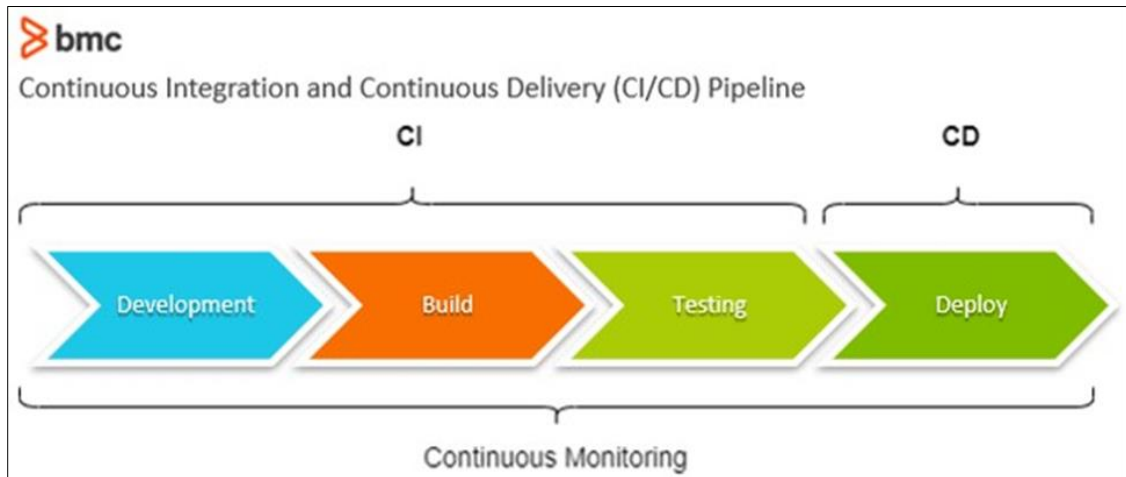 bmc
Continuous Integration and Continuous Delivery (CI/CD) Pipeline
CI CD
Development Build Testing Deploy
Continuous Monitoring